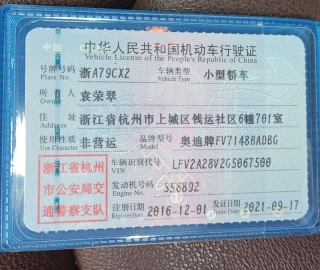 中华人民共和国机动车行驶证
Vehicle License of the People's Republic of China
号牌号码 浙A79CX2 车辆类型 小型轿车
Plate No. Vehicle Type
所有人 袁荣翠
Owner
住址 浙江省杭州市上城区钱运社区6幢701室
Address
使用性质 非营运 品牌型号 奥迪牌FV7148BADBG
Use Character Model
浙江省杭州
市公安局交
通警察支队
车辆识别代号 LFV2A28V2G5067500
VIN
发动机号码 356892
Engine No.
注册日期 2016-12-01 发证日期 2021-09-17
Register Date Issue Date